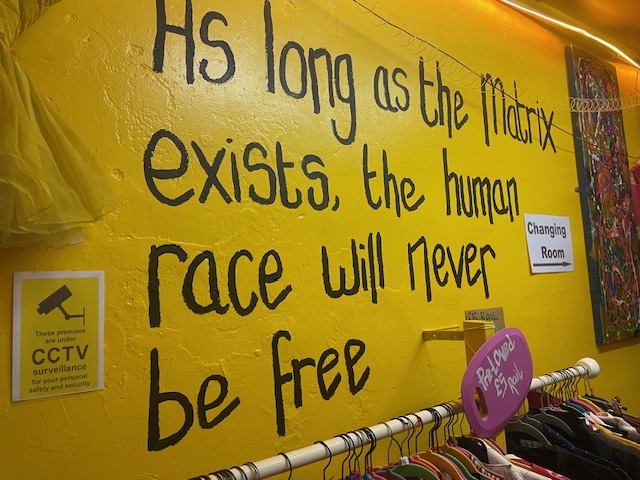 As long as the Matrix
exists, the human
race will never
be free
Changing
Room
These premises
are under
CCTV
surveillance
for your personal
safety and security
Pre-Loved
£5
Rail